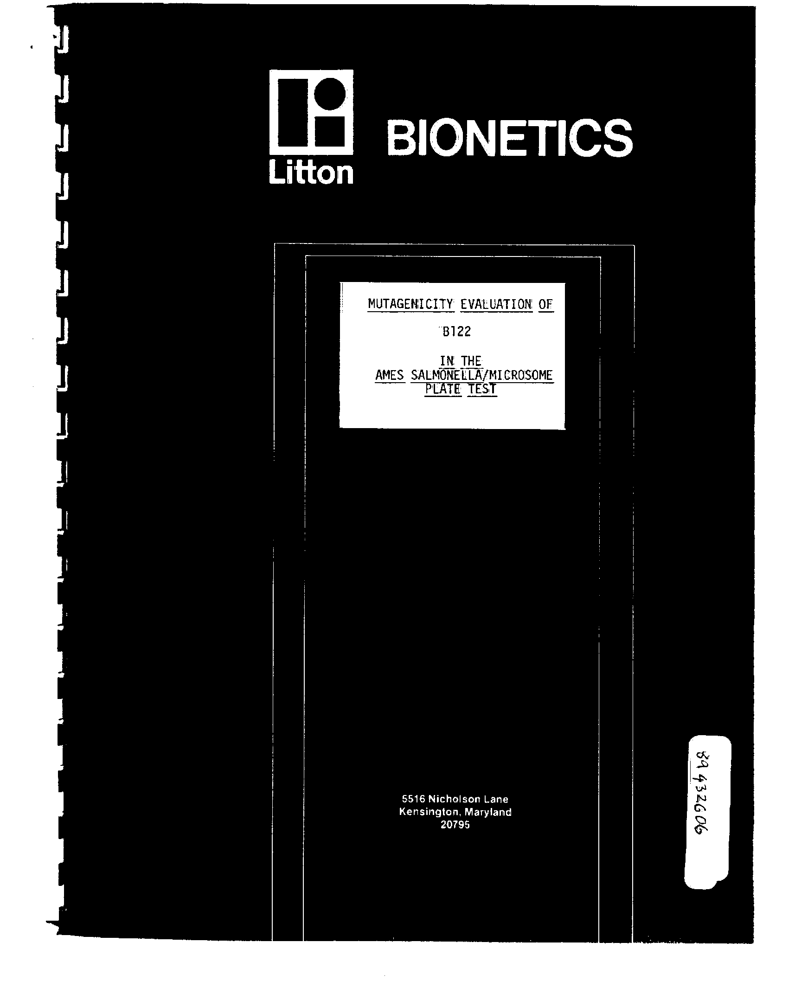 BIONETICS
Litton
MUTAGENICITY EVALUATION OF
B122
IN THE
AMES SALMONELLA/MICROSOME
PLATE TEST
5516 Nicholson Lane
Kensington, Maryland
20795
89432606